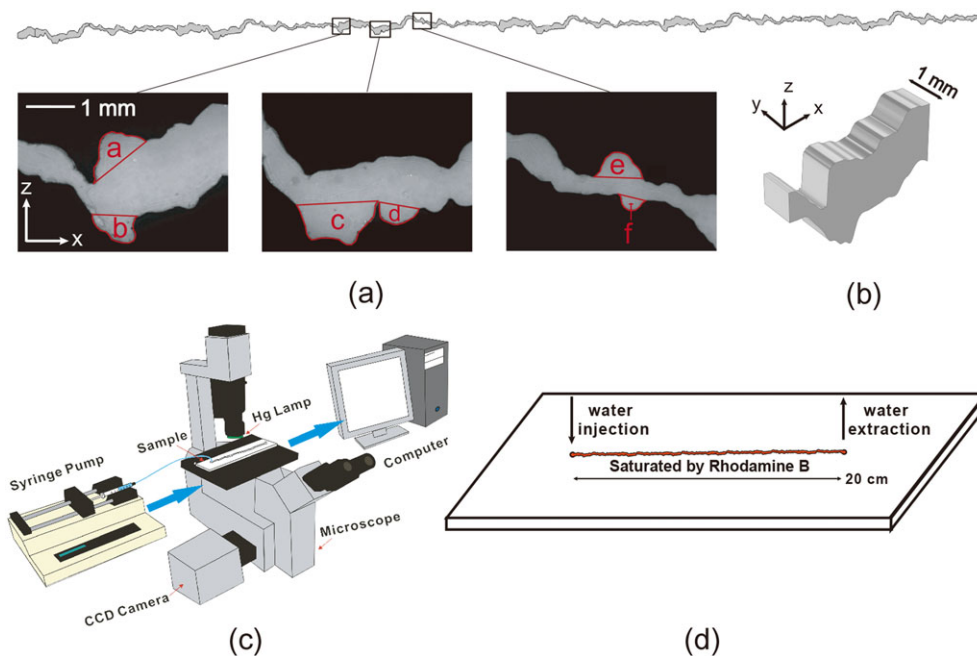 1 mm
a
b
z
x
c
d
e
f
(a)
1 mm
z
y
x
(b)
Hg Lamp
Sample
Syringe Pump
Computer
Microscope
CCD Camera
(c)
water
injection
water
extraction
Saturated by Rhodamine B
20 cm
(d)